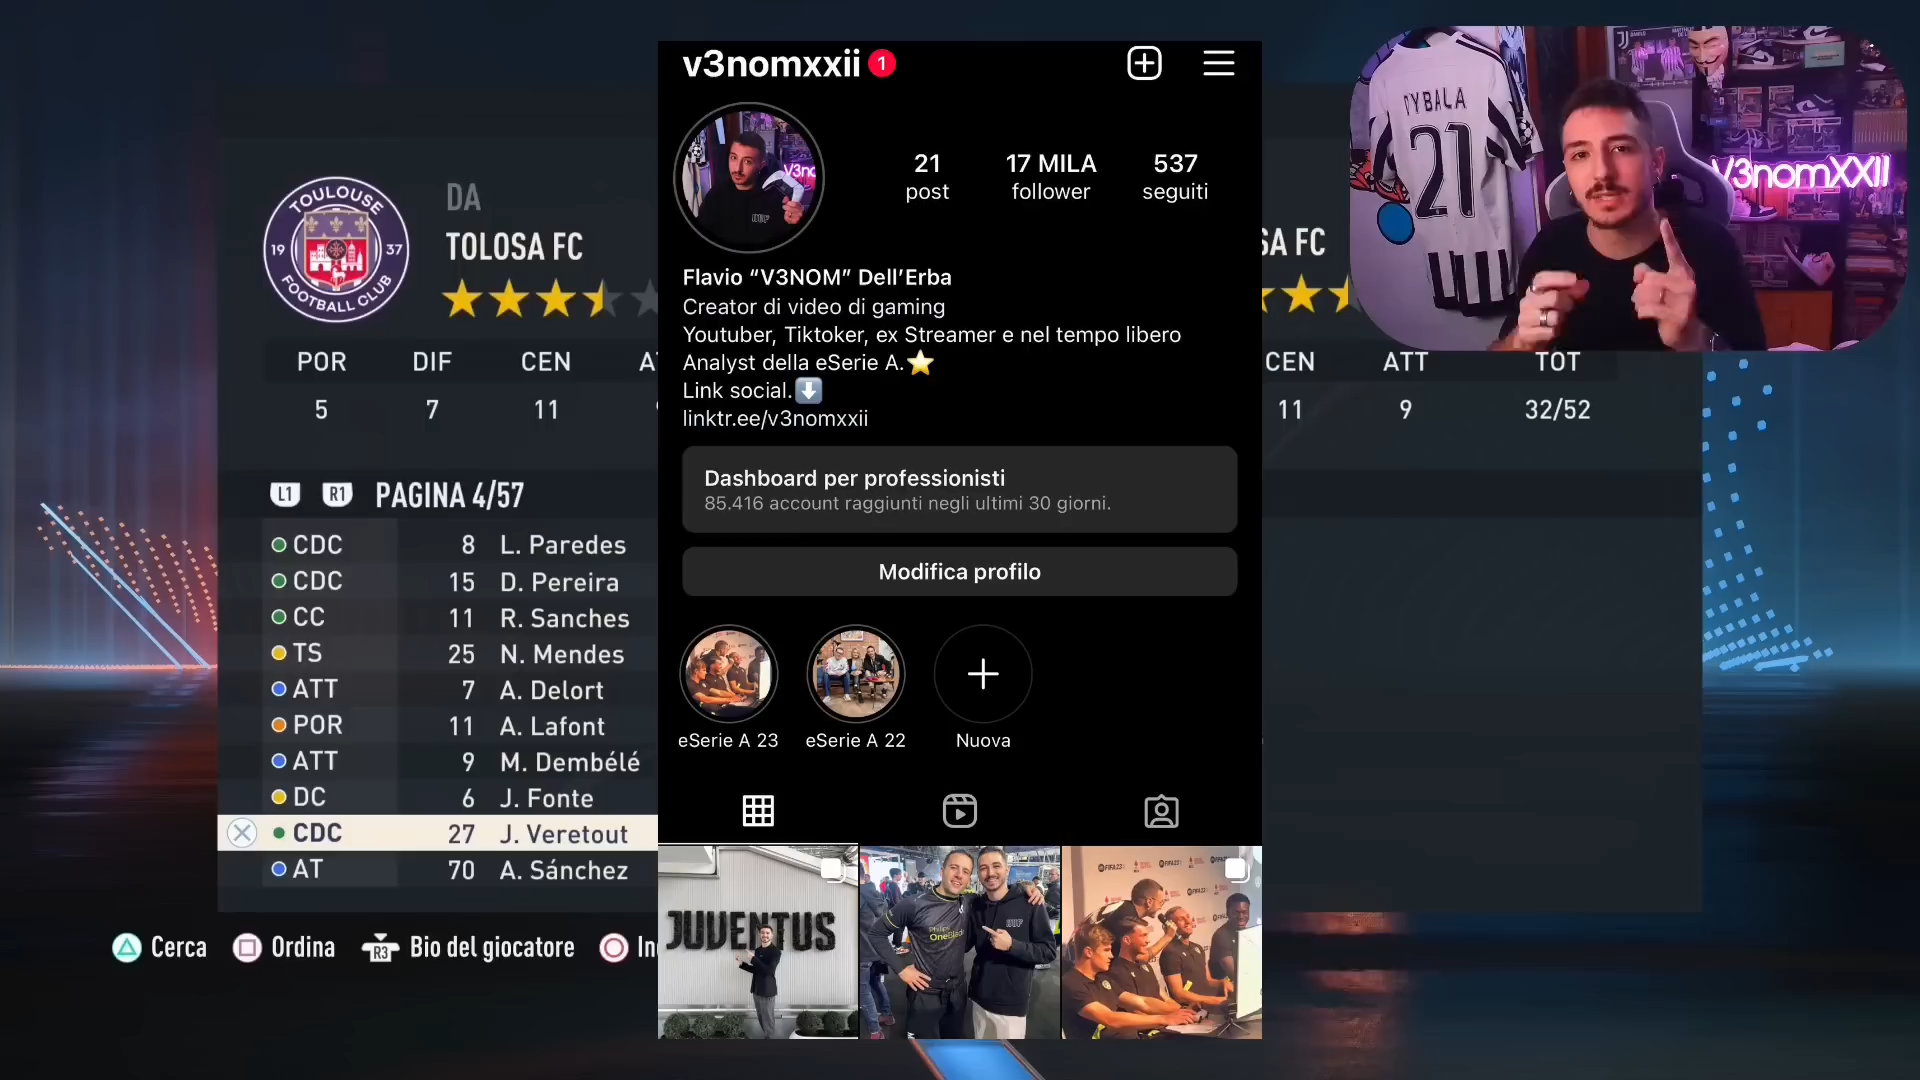 v3nomxxii 1
21
post
17 MILA
follower
537
seguiti
Flavio “V3NOM” Dell’Erba
Creator di video di gaming
Youtuber, Tiktoker, ex Streamer e nel tempo libero
Analyst della eSerie A.
Link social.
linktr.ee/v3nomxxii
Dashboard per professionisti
85.416 account raggiunti negli ultimi 30 giorni.
Modifica profilo
eSerie A 23
eSerie A 22
Nuova
JUVENTUS
TOULOUSE
19 37
FOOTBALL CLUB
DA
TOLOSA FC
POR DIF CEN
5 7 11
L1 R1 PAGINA 4/57
CDC 8 L. Paredes
CDC 15 D. Pereira
CC 11 R. Sanches
TS 25 N. Mendes
ATT 7 A. Delort
POR 11 A. Lafont
ATT 9 M. Dembélé
DC 6 J. Fonte
CDC 27 J. Veretout
AT 70 A. Sánchez
Cerca
Ordina
R3 Bio del giocatore
FC
CEN ATT TOT
11 9 32/52
DYBALA
21
V3nomXXII